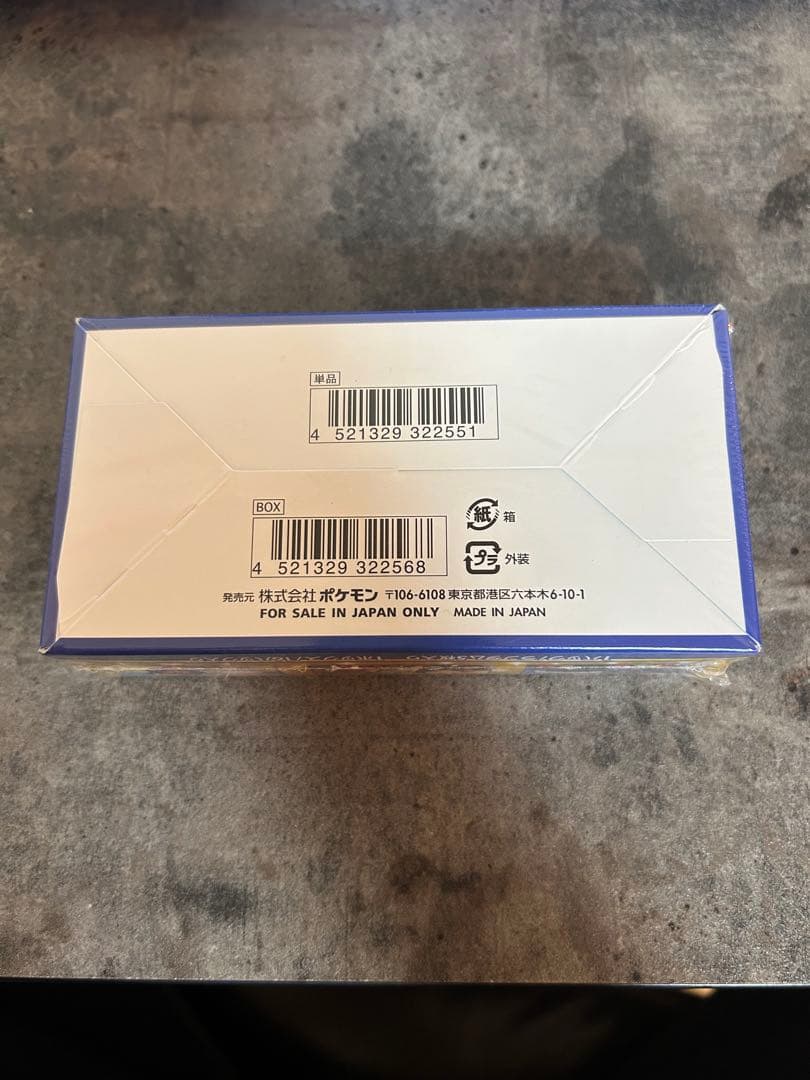 単品
4 521329 322551
BOX
4 521329 322568
紙 箱
プラ 外装
発売元 株式会社 ポケモン 〒106-6108 東京都港区六本木6-10-1
FOR SALE IN JAPAN ONLY MADE IN JAPAN